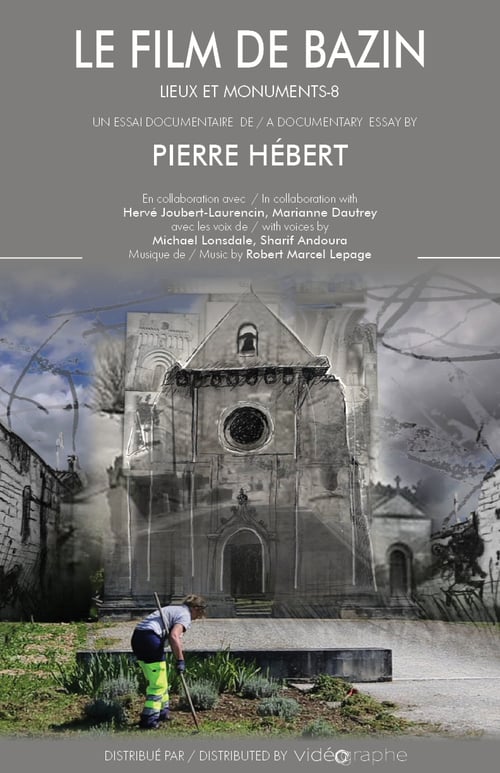 LE FILM DE BAZIN
LIEUX ET MONUMENTS-8
UN ESSAI DOCUMENTAIRE DE / A DOCUMENTARY ESSAY BY
PIERRE HÉBERT
En collaboration avec / In collaboration with
Hervé Joubert-Laurencin, Marianne Dautrey
avec les voix de / with voices by
Michael Lonsdale, Sharif Andoura
Musique de / Music by Robert Marcel Lepage
DISTRIBUÉ PAR / DISTRIBUTED BY vidéographe